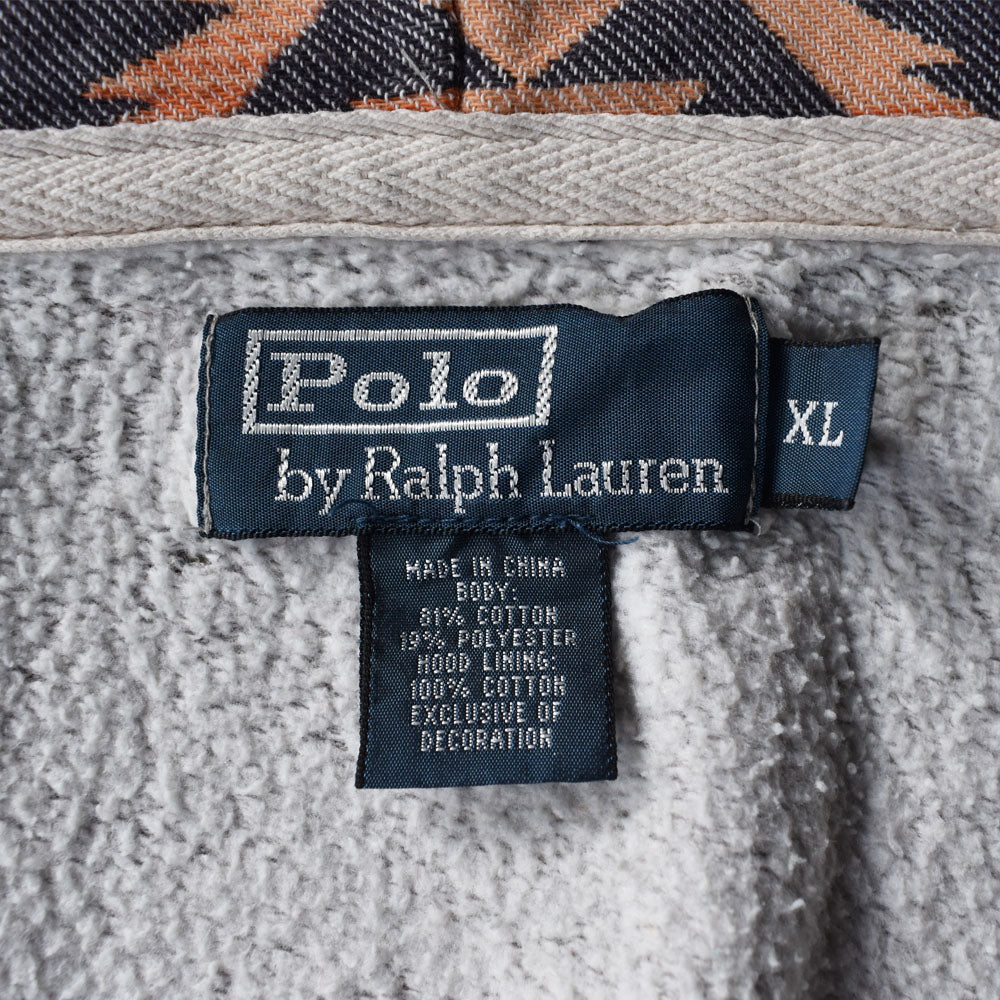 Polo
by Ralph Lauren
XL
MADE IN CHINA
BODY:
81% COTTON
19% POLYESTER
HOOD LINING:
100% COTTON
EXCLUSIVE OF
DECORATION